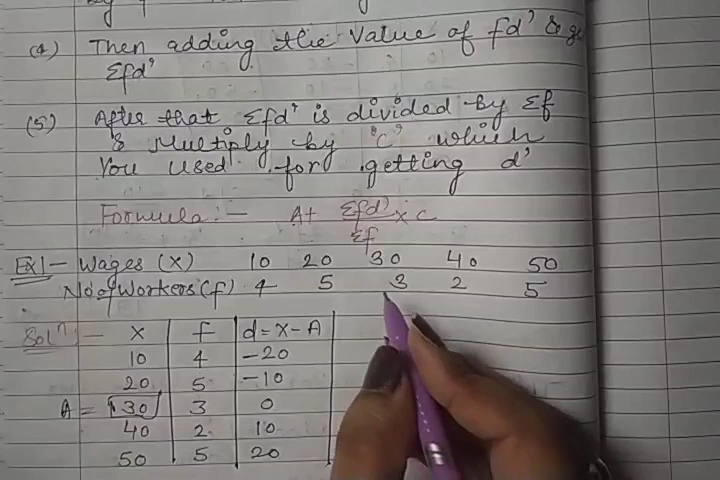 by
(4) Then adding the Value of fd' & ge
Σfd'
(5) After that Σfd' is divided by Σf
& Multiply by "C" which
You used for getting d'
Formula:- A+ Σfd'/Σf × C
Ex1 - Wages (x) 10 20 30 40 50
No of Workers (f) 4 5 3 2 5
Solⁿ:- x f d=x-A
10 4 -20
20 5 -10
A = 30 3 0
40 2 10
50 5 20